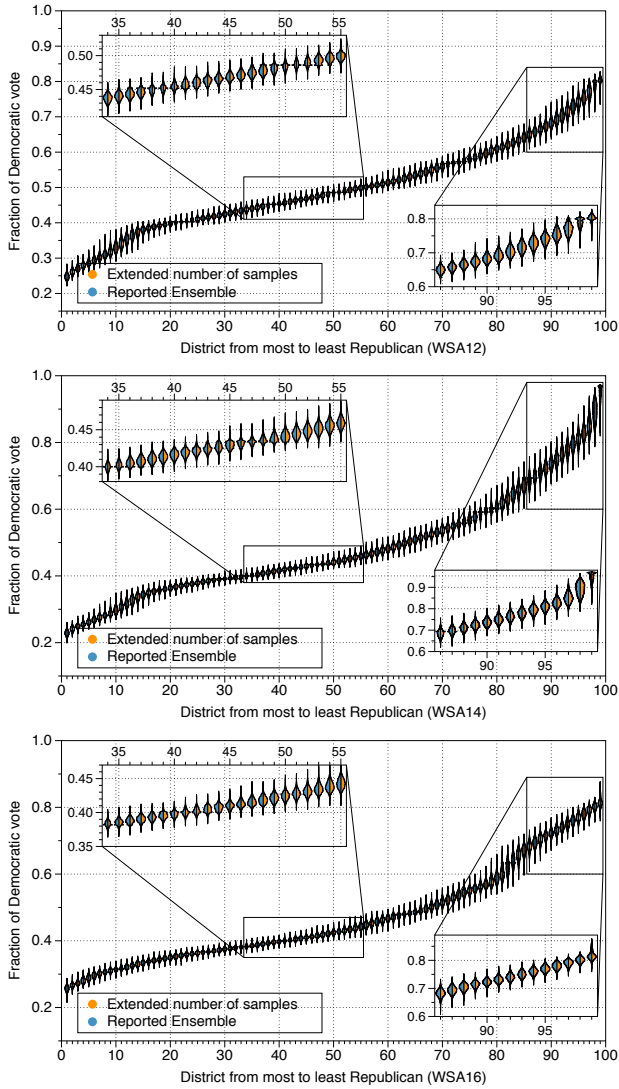 35 40 45 50 55
1.0
0.9
0.8
0.7
0.6
0.5
0.4
0.3
0.2
0.50
0.45
0.8
0.7
0.6
90 95
Fraction of Democratic vote
Extended number of samples
Reported Ensemble
0 10 20 30 40 50 60 70 80 90 100
District from most to least Republican (WSA12)
35 40 45 50 55
1.0
0.8
0.6
0.4
0.2
0.45
0.40
0.9
0.8
0.7
0.6
90 95
Fraction of Democratic vote
Extended number of samples
Reported Ensemble
0 10 20 30 40 50 60 70 80 90 100
District from most to least Republican (WSA14)
35 40 45 50 55
1.0
0.8
0.6
0.4
0.2
0.45
0.40
0.35
0.8
0.7
0.6
90 95
Fraction of Democratic vote
Extended number of samples
Reported Ensemble
0 10 20 30 40 50 60 70 80 90 100
District from most to least Republican (WSA16)